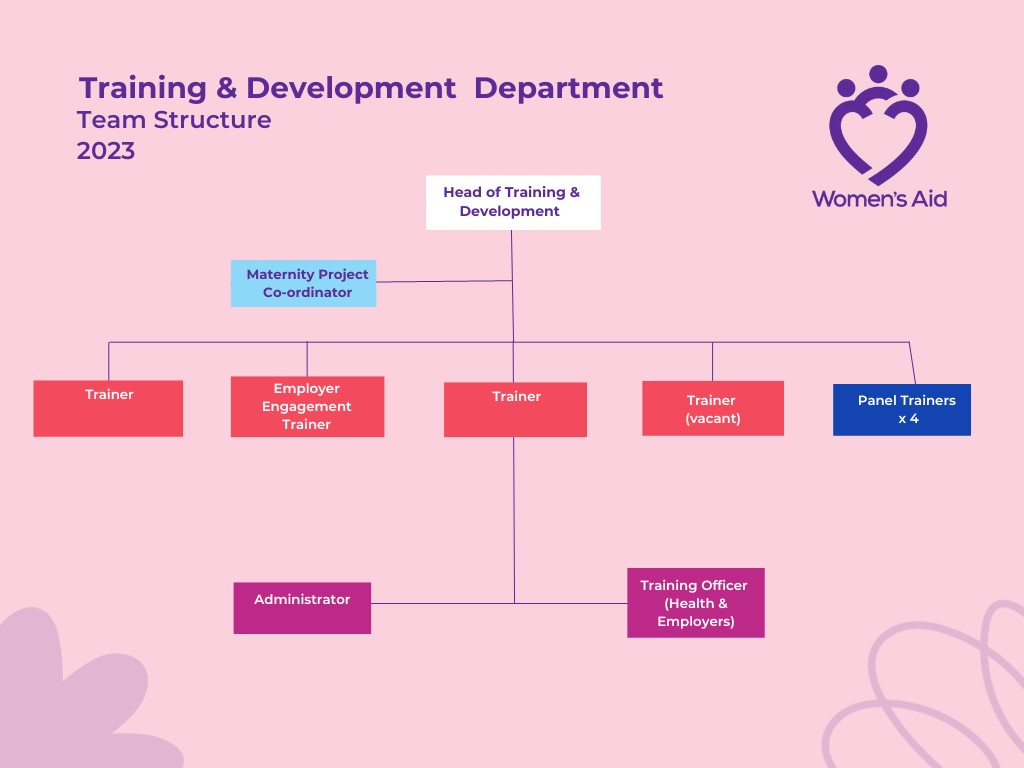 Training & Development  Department
Team Structure
2023
Women's Aid
Head of Training &
Development
Maternity Project
Co-ordinator
Trainer
Employer
Engagement
Trainer
Trainer
Trainer
(vacant)
Panel Trainers
x 4
Administrator
Training Officer
(Health &
Employers)